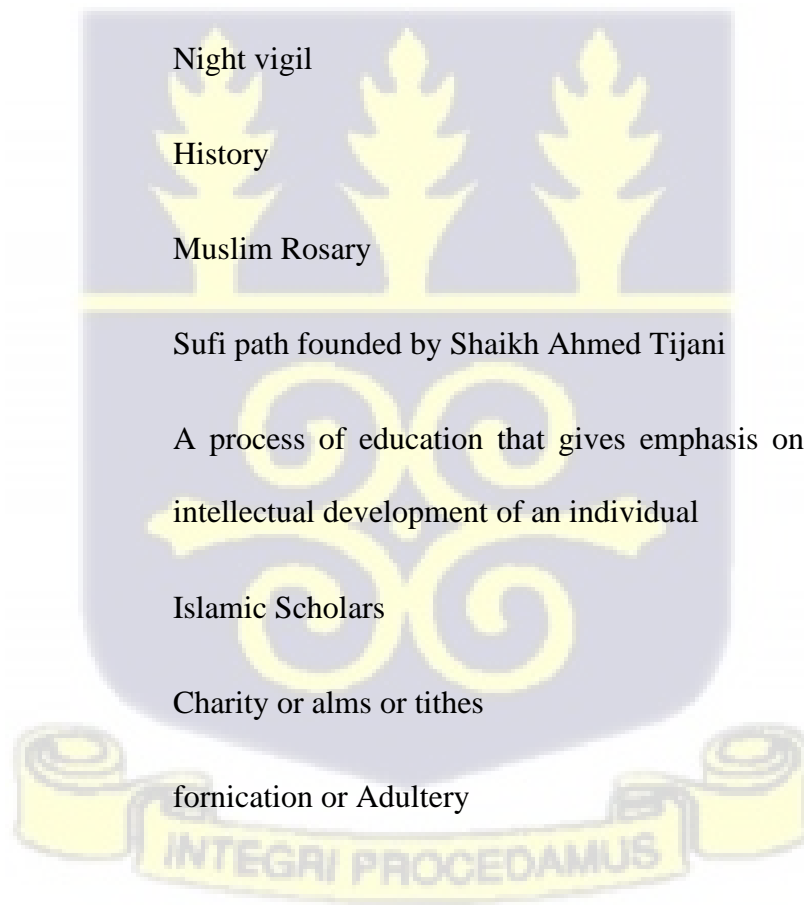 Night vigil
History
Muslim Rosary
Sufi path founded by Shaikh Ahmed Tijani
A process of education that gives emphasis on
intellectual development of an individual
Islamic Scholars
Charity or alms or tithes
fornication or Adultery
INTEGRI PROCEDAMUS